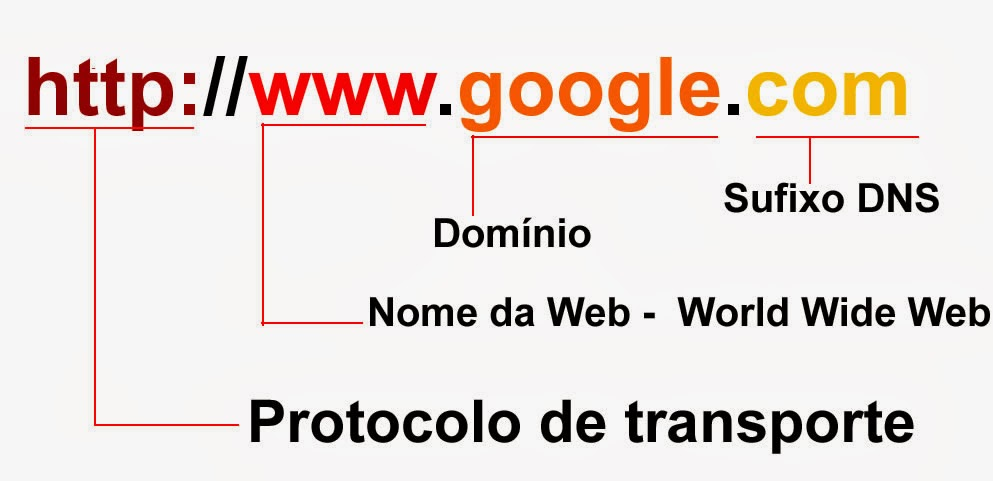 http://www.google.com
Sufixo DNS
Domínio
Nome da Web - World Wide Web
Protocolo de transporte